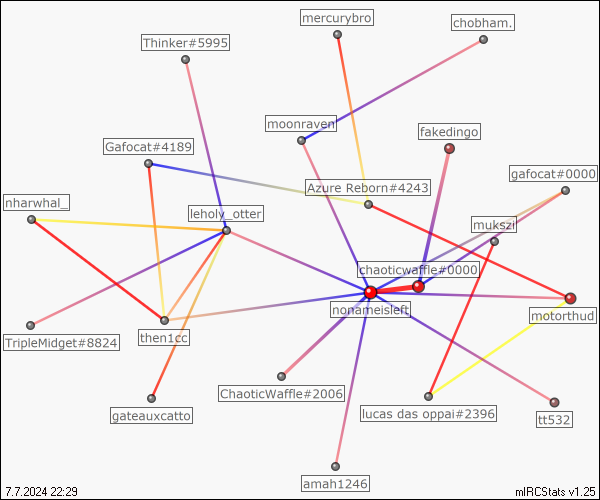 mercurybro
chobham.
Thinker#5995
moonraven
fakedingo
Gafocat#4189
gafocat#0000
Azure Reborn#4243
nharwhal_
leholy_otter
mukszi
chaoticwaffle#0000
nonameisleft
motorthud
TripleMidget#8824
then1cc
ChaoticWaffle#2006
gateauxcatto
lucas das oppai#2396
tt532
amah1246
7.7.2024 22:29
mIRCStats v1.25